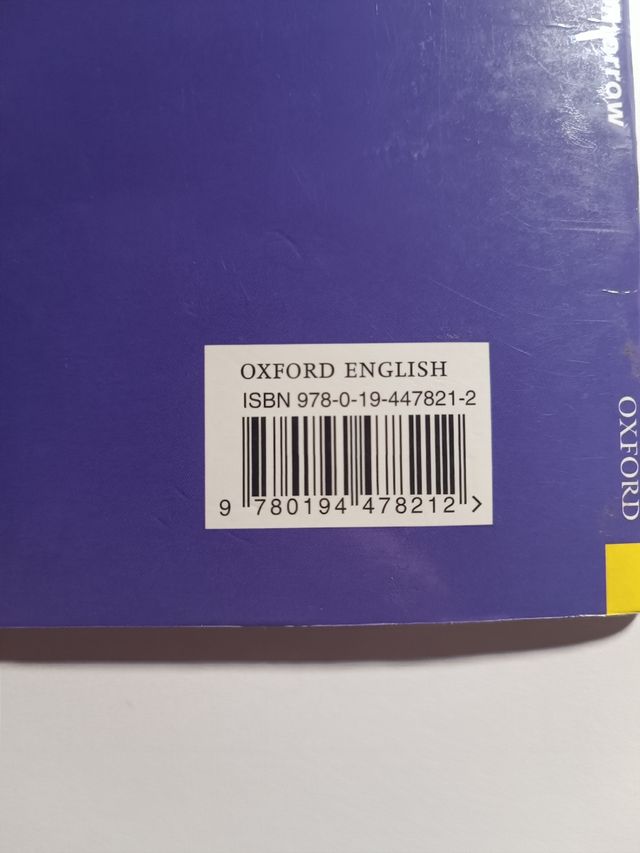 OXFORD ENGLISH
ISBN 978-0-19-447821-2
9 780194 478212 >
OXFORD